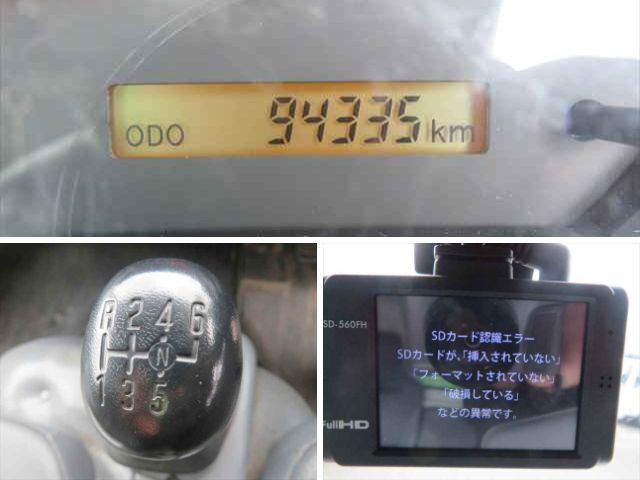 ODO 94335 km
R 2 4 6
N
1 3 5
SD-560FH
SDカード認識エラー
SDカードが、「挿入されていない」
「フォーマットされていない」
「破損している」
などの異常です。
Full HD